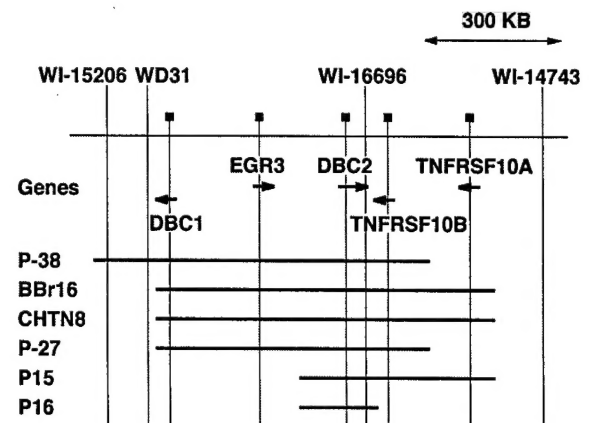 300 KB
WI-15206 WD31 WI-16696 WI-14743
EGR3 DBC2 TNFRSF10A
Genes
DBC1 TNFRSF10B
P-38
BBr16
CHTN8
P-27
P15
P16